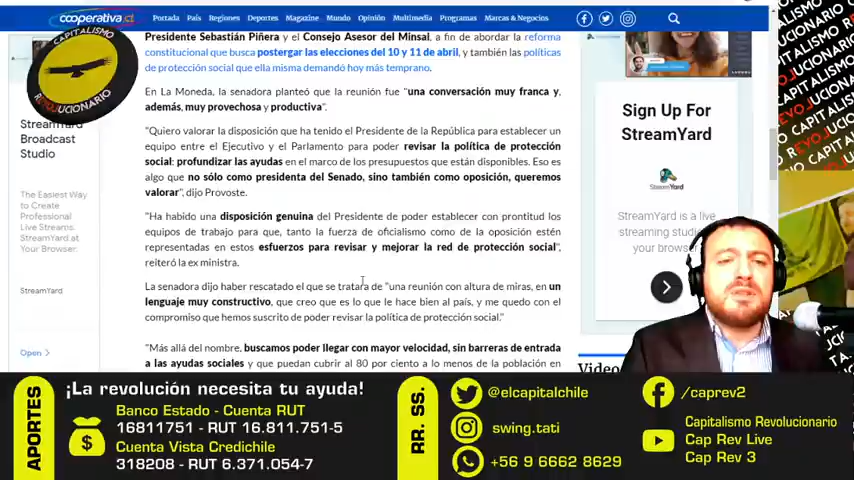 cooperativa.cl
Portada País Regiones Deportes Magazine Mundo Opinión Multimedia Programas Marcas & Negocios
Presidente Sebastián Piñera y el Consejo Asesor del Minsal, a fin de abordar la reforma
constitucional que busca postergar las elecciones del 10 y 11 de abril, y también las políticas
de protección social que ella misma demandó hoy más temprano.
En La Moneda, la senadora planteó que la reunión fue "una conversación muy franca y,
además, muy provechosa y productiva".
"Quiero valorar la disposición que ha tenido el Presidente de la República para establecer un
equipo entre el Ejecutivo y el Parlamento para poder revisar la política de protección
social: profundizar las ayudas en el marco de los presupuestos que están disponibles. Eso es
algo que no sólo como presidenta del Senado, sino también como oposición, queremos
valorar", dijo Provoste.
"Ha habido una disposición genuina del Presidente de poder establecer con prontitud los
equipos de trabajo para que, tanto la fuerza de oficialismo como de la oposición estén
representadas en estos esfuerzos para revisar y mejorar la red de protección social",
reiteró la ex ministra.
La senadora dijo haber rescatado el que se tratara de "una reunión con altura de miras, en un
lenguaje muy constructivo, que creo que es lo que le hace bien al país, y me quedo con el
compromiso que hemos suscrito de poder revisar la política de protección social."
"Más allá del nombre, buscamos poder llegar con mayor velocidad, sin barreras de entrada
a las ayudas sociales y que puedan cubrir al 80 por ciento a lo menos de la población en
CAPITALISMO
REVOLUCIONARIO
StreamYard
Broadcast
Studio
The Easiest Way
to Create
Professional
Live Streams.
StreamYard at
Your Browser.
StreamYard
Open >
Sign Up For
StreamYard
StreamYard
StreamYard is a live
streaming studio
your browser
Video
APORTES
¡La revolución necesita tu ayuda!
Banco Estado - Cuenta RUT
16811751 - RUT 16.811.751-5
Cuenta Vista Credichile
318208 - RUT 6.371.054-7
RR. SS.
@elcapitalchile
swing.tati
+56 9 6662 8629
/caprev2
Capitalismo Revolucionario
Cap Rev Live
Cap Rev 3